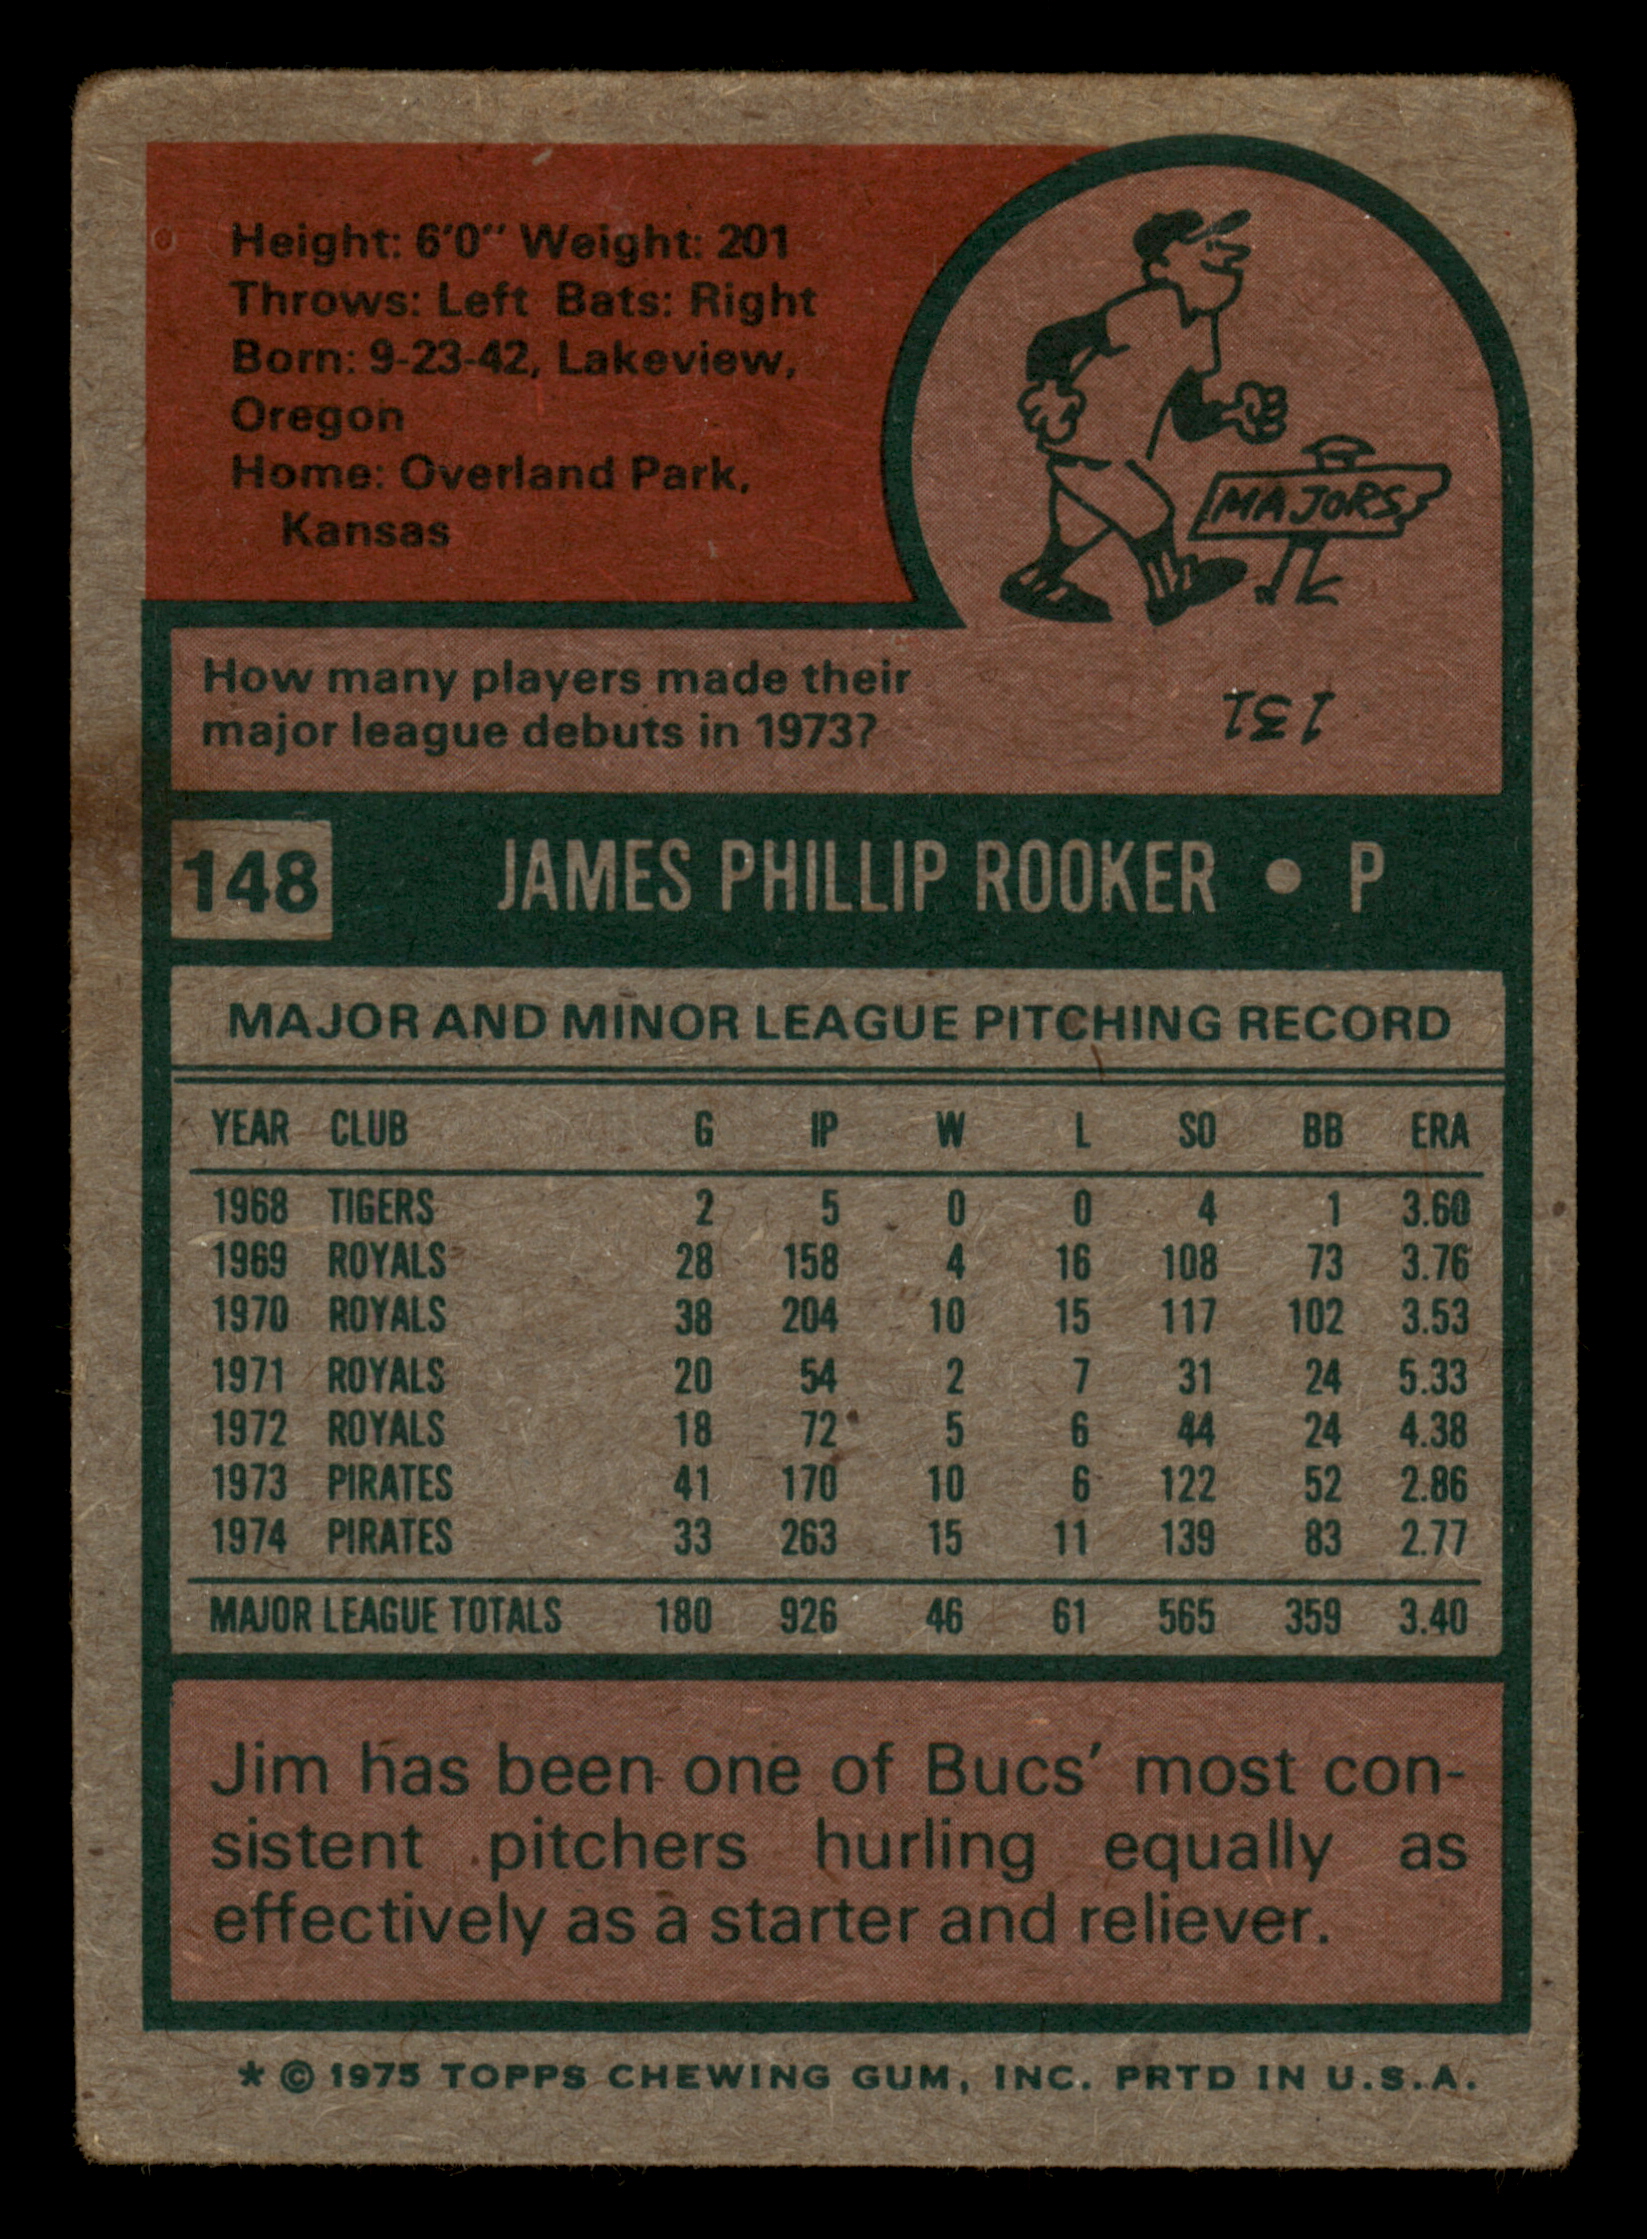 Height: 6'0" Weight: 201
Throws: Left Bats: Right
Born: 9-23-42, Lakeview,
Oregon
Home: Overland Park,
Kansas
MAJORS
How many players made their
major league debuts in 1973?
131
148 JAMES PHILLIP ROOKER • P
MAJOR AND MINOR LEAGUE PITCHING RECORD
YEAR CLUB G IP W L SO BB ERA
1968 TIGERS 2 5 0 0 4 1 3.60
1969 ROYALS 28 158 4 16 108 73 3.76
1970 ROYALS 38 204 10 15 117 102 3.53
1971 ROYALS 20 54 2 7 31 24 5.33
1972 ROYALS 18 72 5 6 44 24 4.38
1973 PIRATES 41 170 10 6 122 52 2.86
1974 PIRATES 33 263 15 11 139 83 2.77
MAJOR LEAGUE TOTALS 180 926 46 61 565 359 3.40
Jim has been one of Bucs' most con-
sistent pitchers hurling equally as
effectively as a starter and reliever.
* © 1975 TOPPS CHEWING GUM, INC. PRTD IN U.S.A.